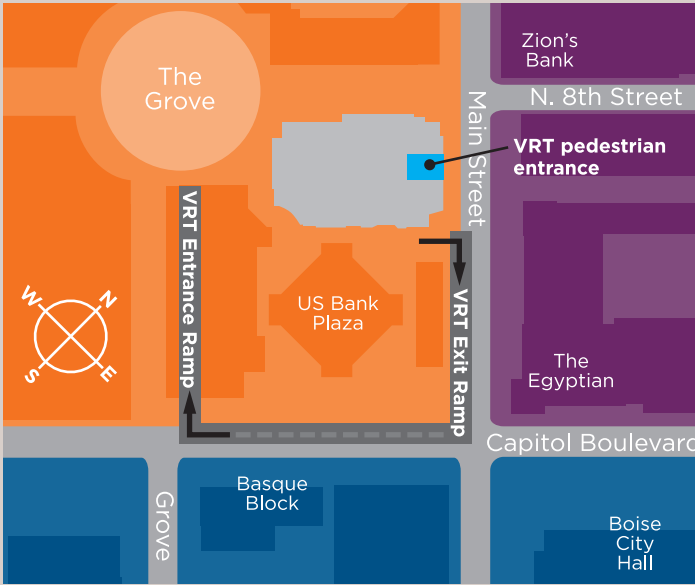 Zion's
Bank
The
Grove
N. 8th Street
Main Street
VRT pedestrian
entrance
VRT Entrance Ramp
W
N
S
E
US Bank
Plaza
VRT Exit Ramp
The
Egyptian
Capitol Boulevard
Basque
Block
Grove
Boise
City
Hall